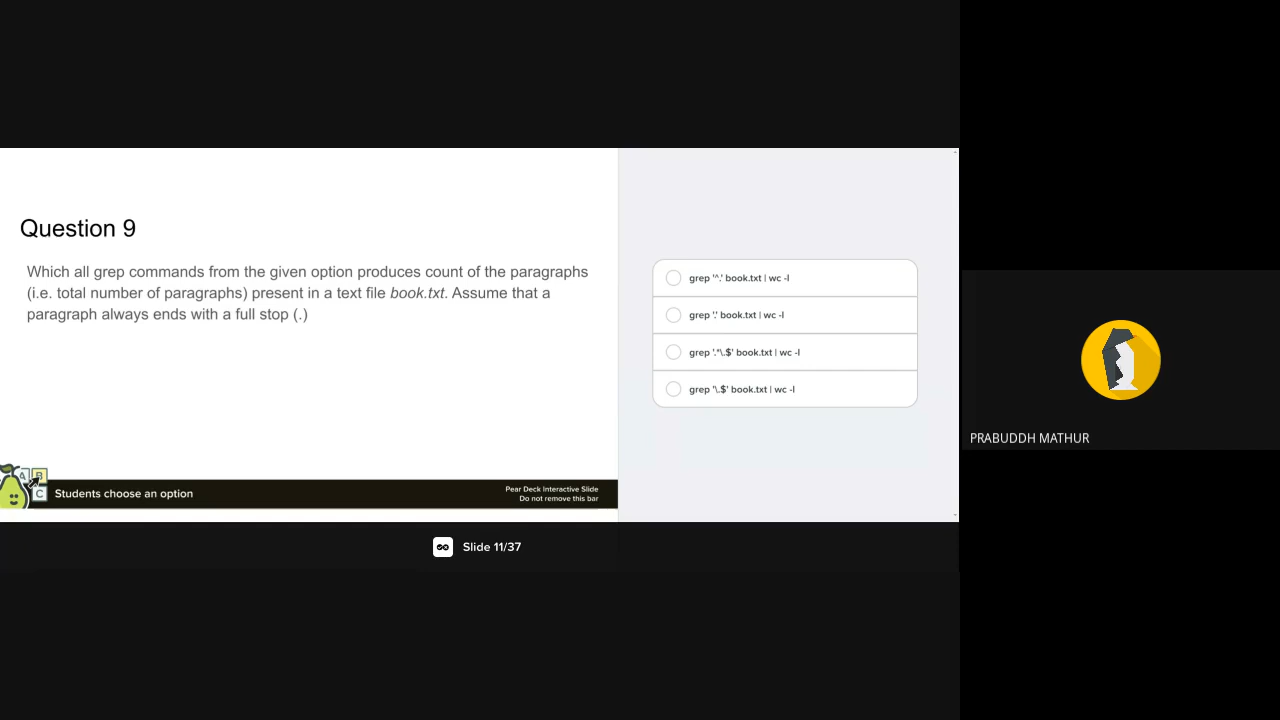 Question 9
Which all grep commands from the given option produces count of the paragraphs
(i.e. total number of paragraphs) present in a text file book.txt. Assume that a
paragraph always ends with a full stop (.)
grep '^.' book.txt | wc -l
grep '.' book.txt | wc -l
grep '.*\.$' book.txt | wc -l
grep '\.$' book.txt | wc -l
A B
C
Students choose an option
Pear Deck Interactive Slide
Do not remove this bar
Slide 11/37
PRABUDDH MATHUR